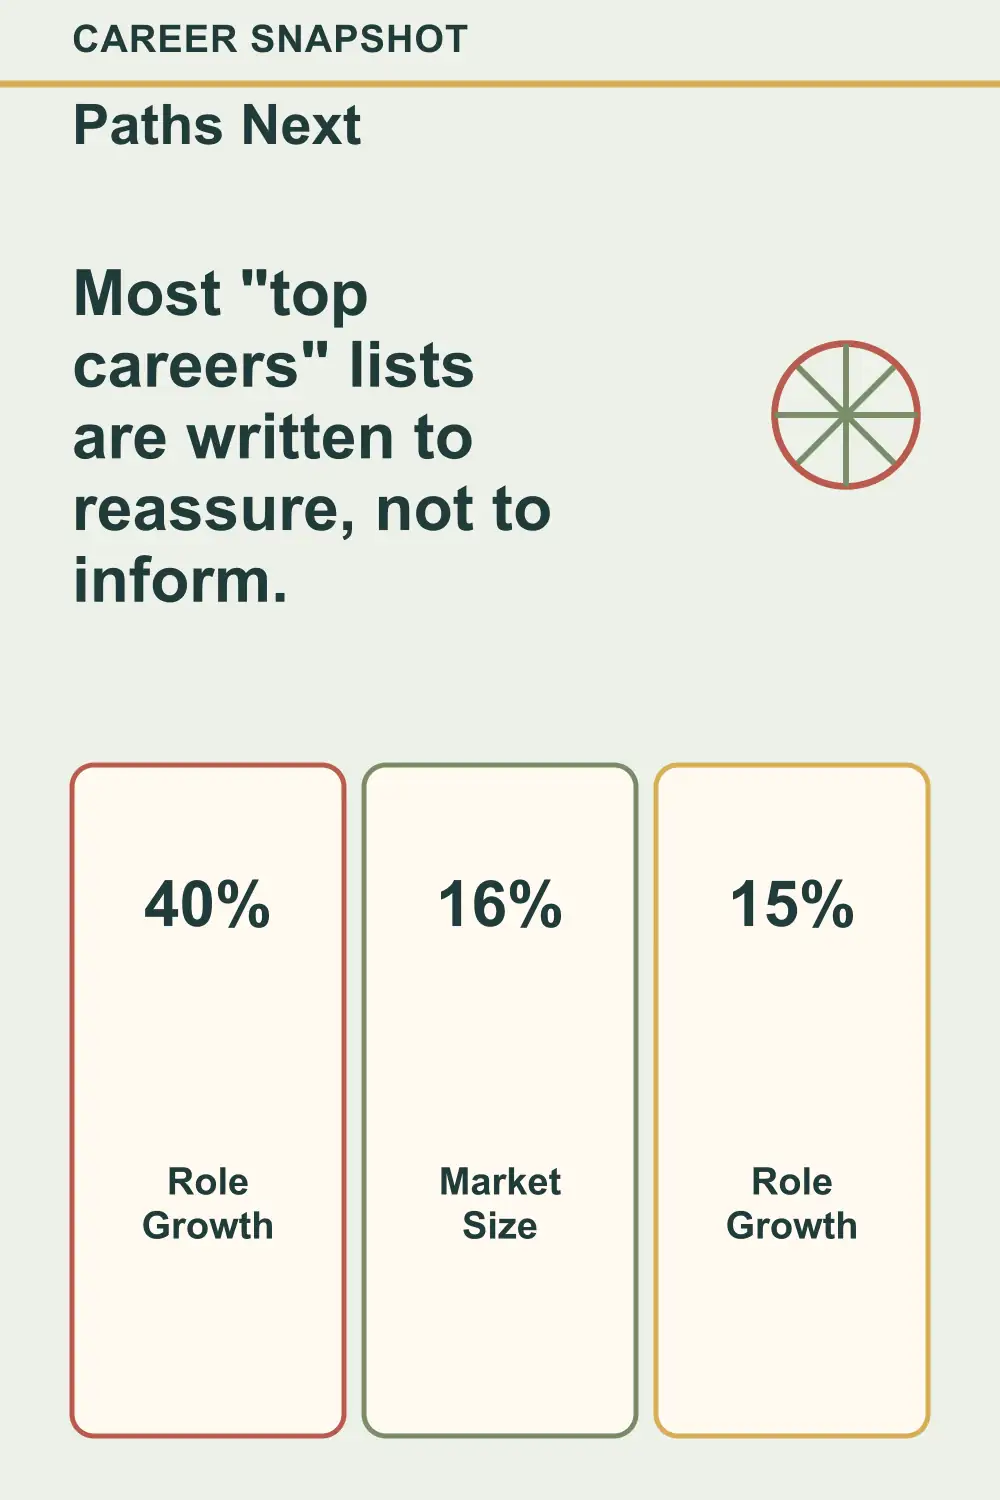 CAREER SNAPSHOT
Paths Next
Most "top
careers" lists
are written to
reassure, not to
inform.
40%
Role
Growth
16%
Market
Size
15%
Role
Growth